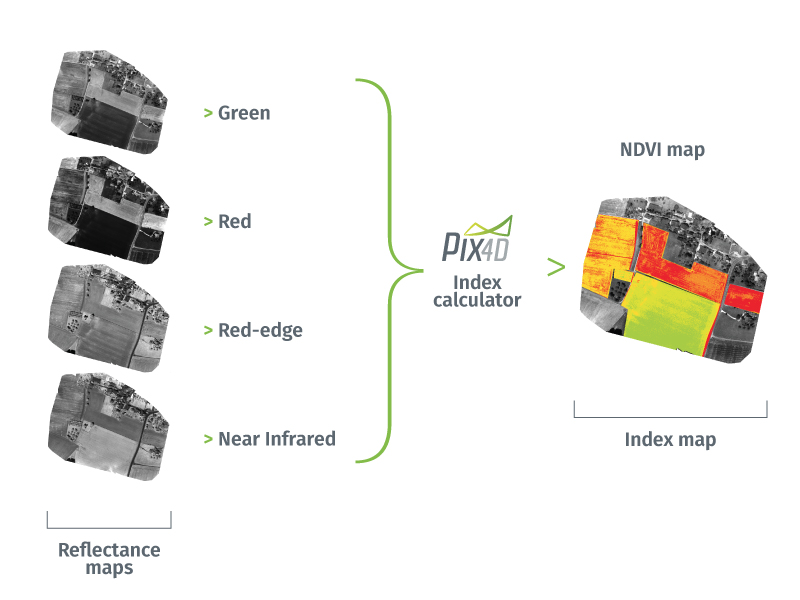 > Green
> Red
> Red-edge
> Near Infrared
Reflectance
maps
PIX4D
Index
calculator
>
NDVI map
Index map